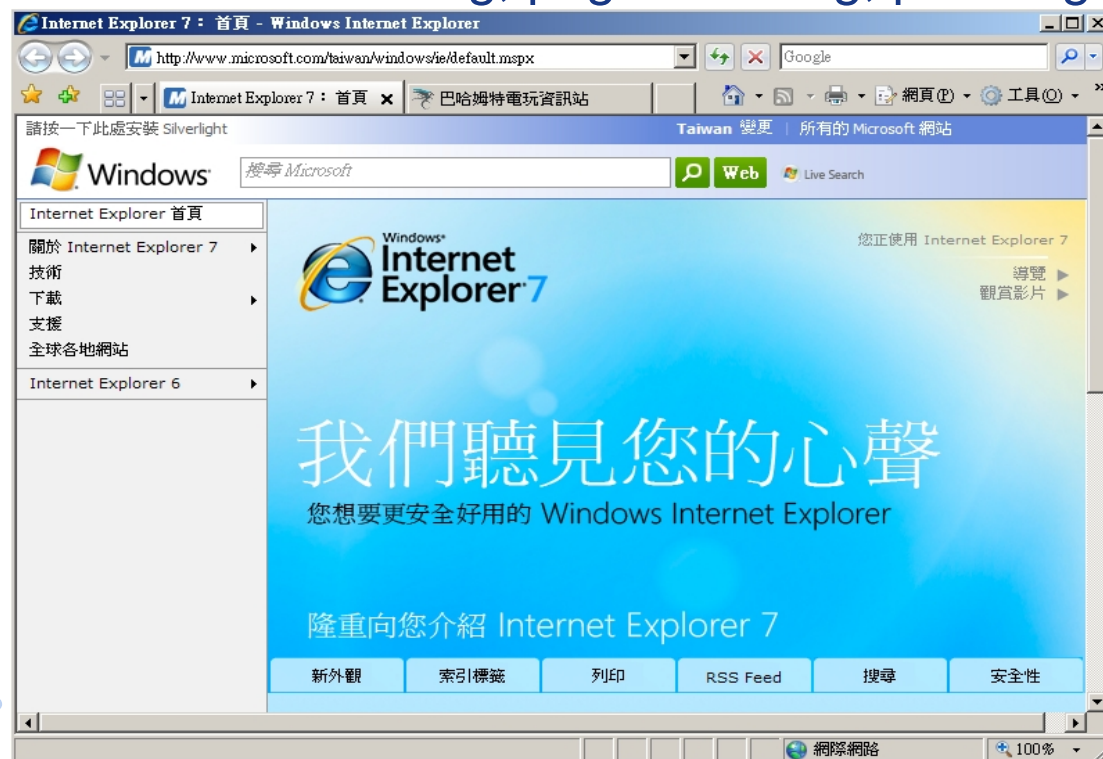 Internet Explorer 7： 首頁 - Windows Internet Explorer
http://www.microsoft.com/taiwan/windows/ie/default.mspx
Google
Internet Explorer 7： 首頁
巴哈姆特電玩資訊站
網頁(P)
工具(O)
請按一下此處安裝 Silverlight
Taiwan 變更 | 所有的 Microsoft 網站
Windows
搜尋 Microsoft
Web
Live Search
Internet Explorer 首頁
關於 Internet Explorer 7
技術
下載
支援
全球各地網站
Internet Explorer 6
Windows
Internet
Explorer 7
您正使用 Internet Explorer 7
導覽
觀賞影片
我們聽見您的心聲
您想要更安全好用的 Windows Internet Explorer
隆重向您介紹 Internet Explorer 7
新外觀
索引標籤
列印
RSS Feed
搜尋
安全性
網際網路
100%